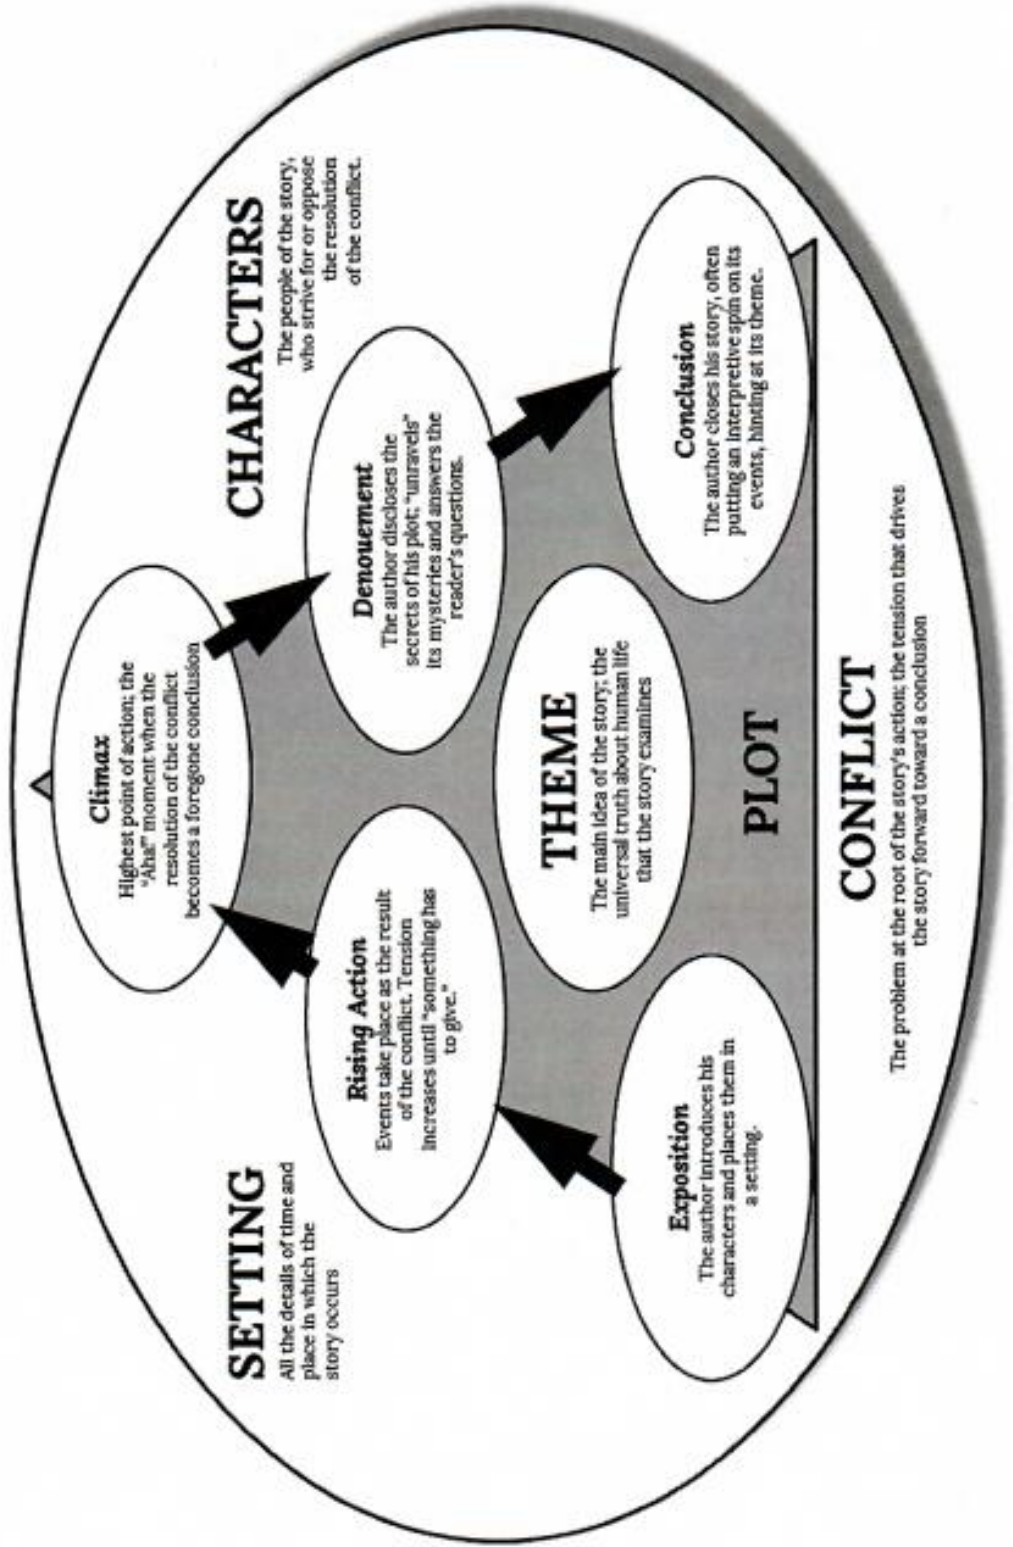 Climax
Highest point of action; the
"Aha!" moment when the
resolution of the conflict
becomes a foregone conclusion
SETTING
All the details of time and
place in which the
story occurs
CHARACTERS
The people of the story,
who strive for or oppose
the resolution
of the conflict.
Rising Action
Events take place as the result
of the conflict. Tension
increases until "something has
to give."
Denouement
The author discloses the
secrets of his plot; "unravels"
its mysteries and answers the
reader's questions.
THEME
The main idea of the story; the
universal truth about human life
that the story examines
Exposition
The author introduces his
characters and places them in
a setting.
Conclusion
The author closes his story, often
putting an interpretive spin on its
events, hinting at its theme.
PLOT
CONFLICT
The problem at the root of the story's action; the tension that drives
the story forward toward a conclusion